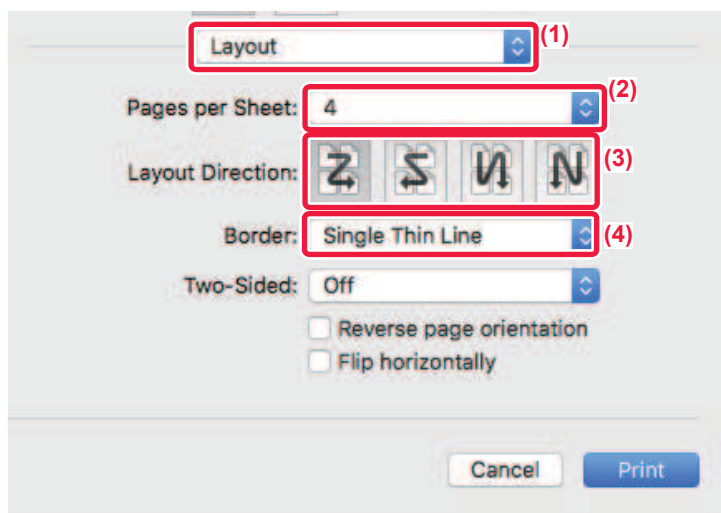 Layout (1)
Pages per Sheet: 4 (2)
Layout Direction: (3)
Border: Single Thin Line (4)
Two-Sided: Off
Reverse page orientation
Flip horizontally
Cancel Print